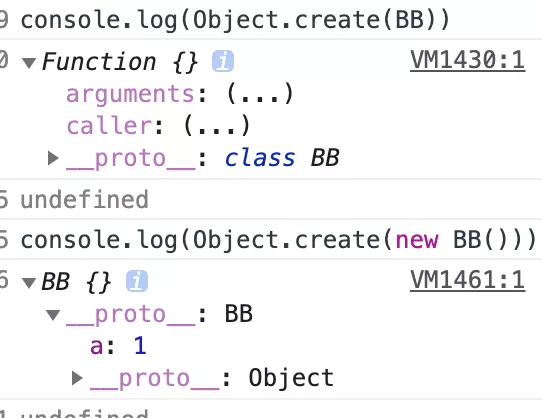 9 console.log(Object.create(BB))
0 ▼Function {} i VM1430:1
arguments: (...)
caller: (...)
▶__proto__: class BB
5 undefined
5 console.log(Object.create(new BB()))
6 ▼BB {} i VM1461:1
▼__proto__: BB
a: 1
▶__proto__: Object
1 undefined